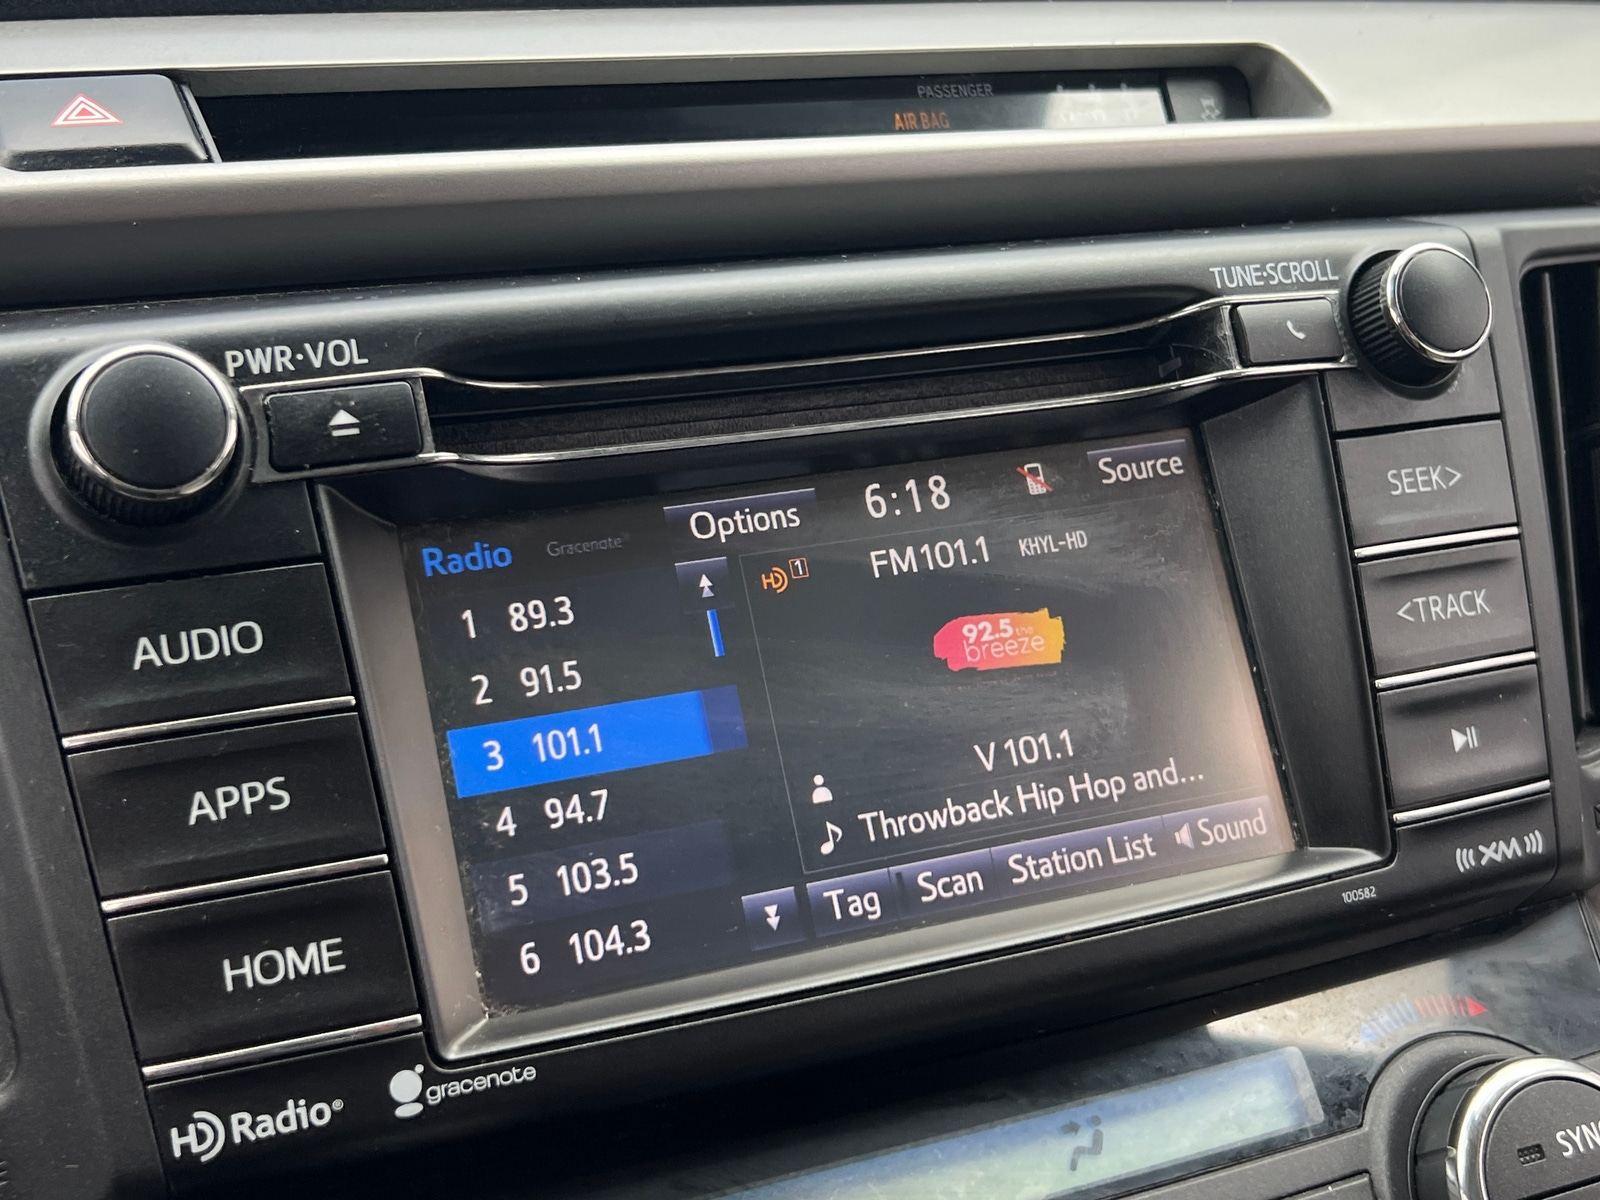 PASSENGER
AIR BAG
TUNE·SCROLL
PWR·VOL
SEEK>
<TRACK
AUDIO
APPS
HOME
Radio
Gracenote
Options
6:18
Source
1 89.3
2 91.5
3 101.1
4 94.7
5 103.5
6 104.3
HD 1
FM101.1 KHYL-HD
92.5 the
breeze
V 101.1
Throwback Hip Hop and...
Tag
Scan
Station List
Sound
XM
100582
HD Radio®
gracenote
SYNC